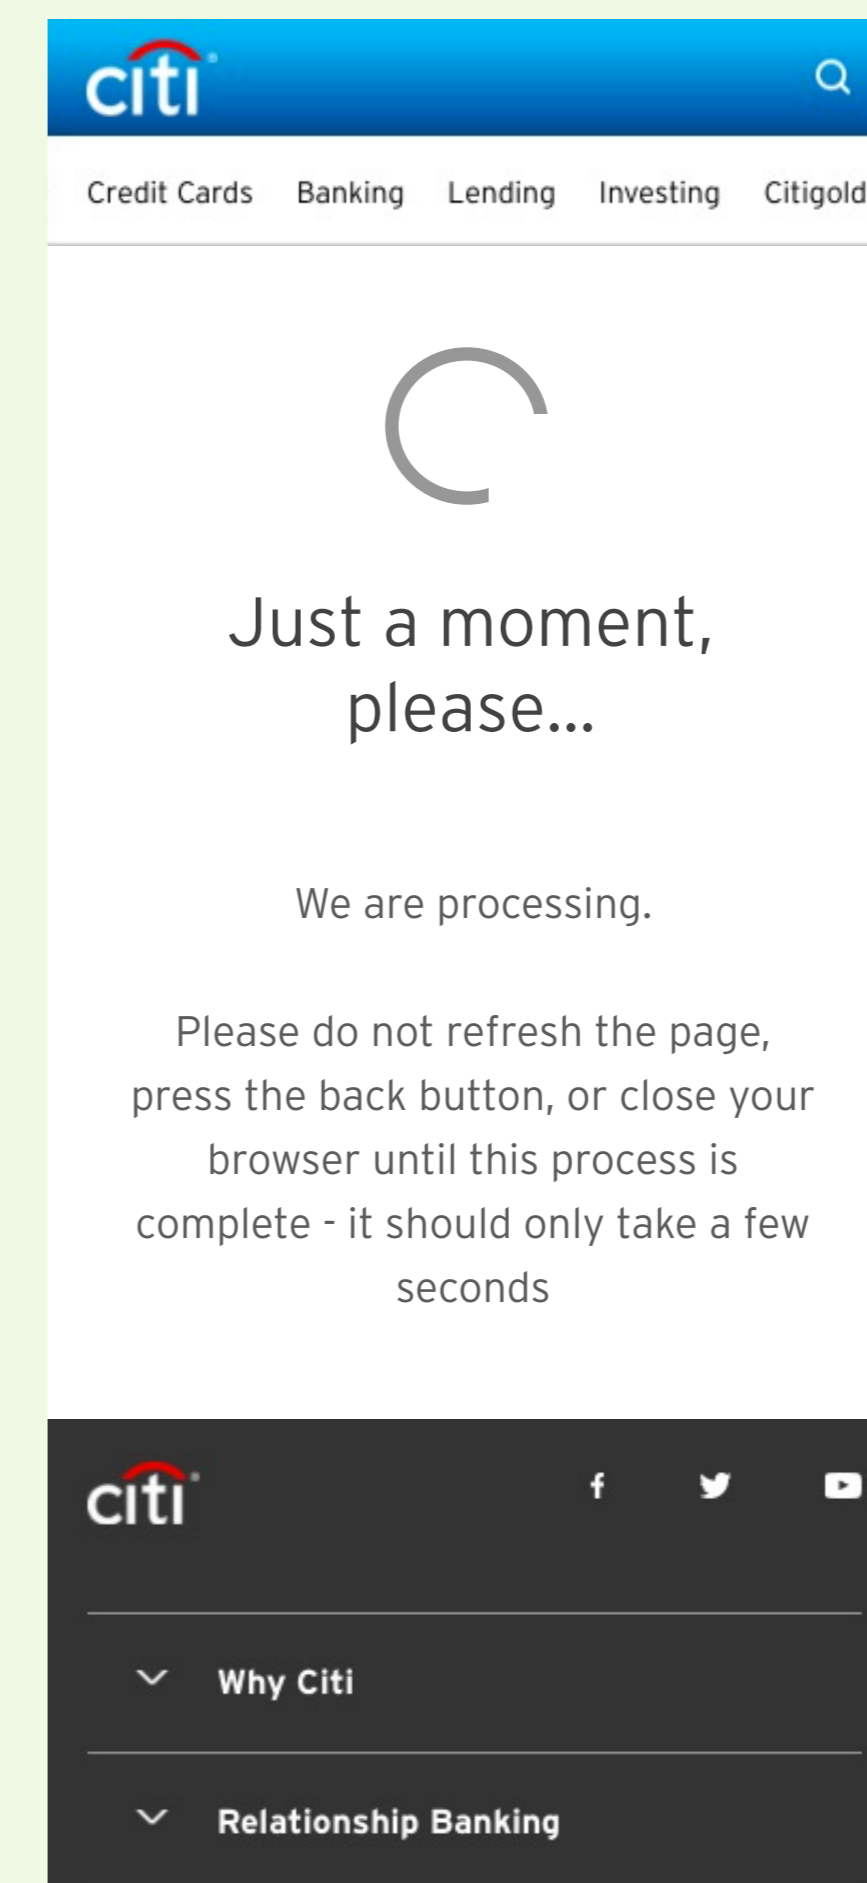 citi
Credit Cards Banking Lending Investing Citigold
Just a moment,
please...
We are processing.
Please do not refresh the page,
press the back button, or close your
browser until this process is
complete - it should only take a few
seconds
citi
Why Citi
Relationship Banking